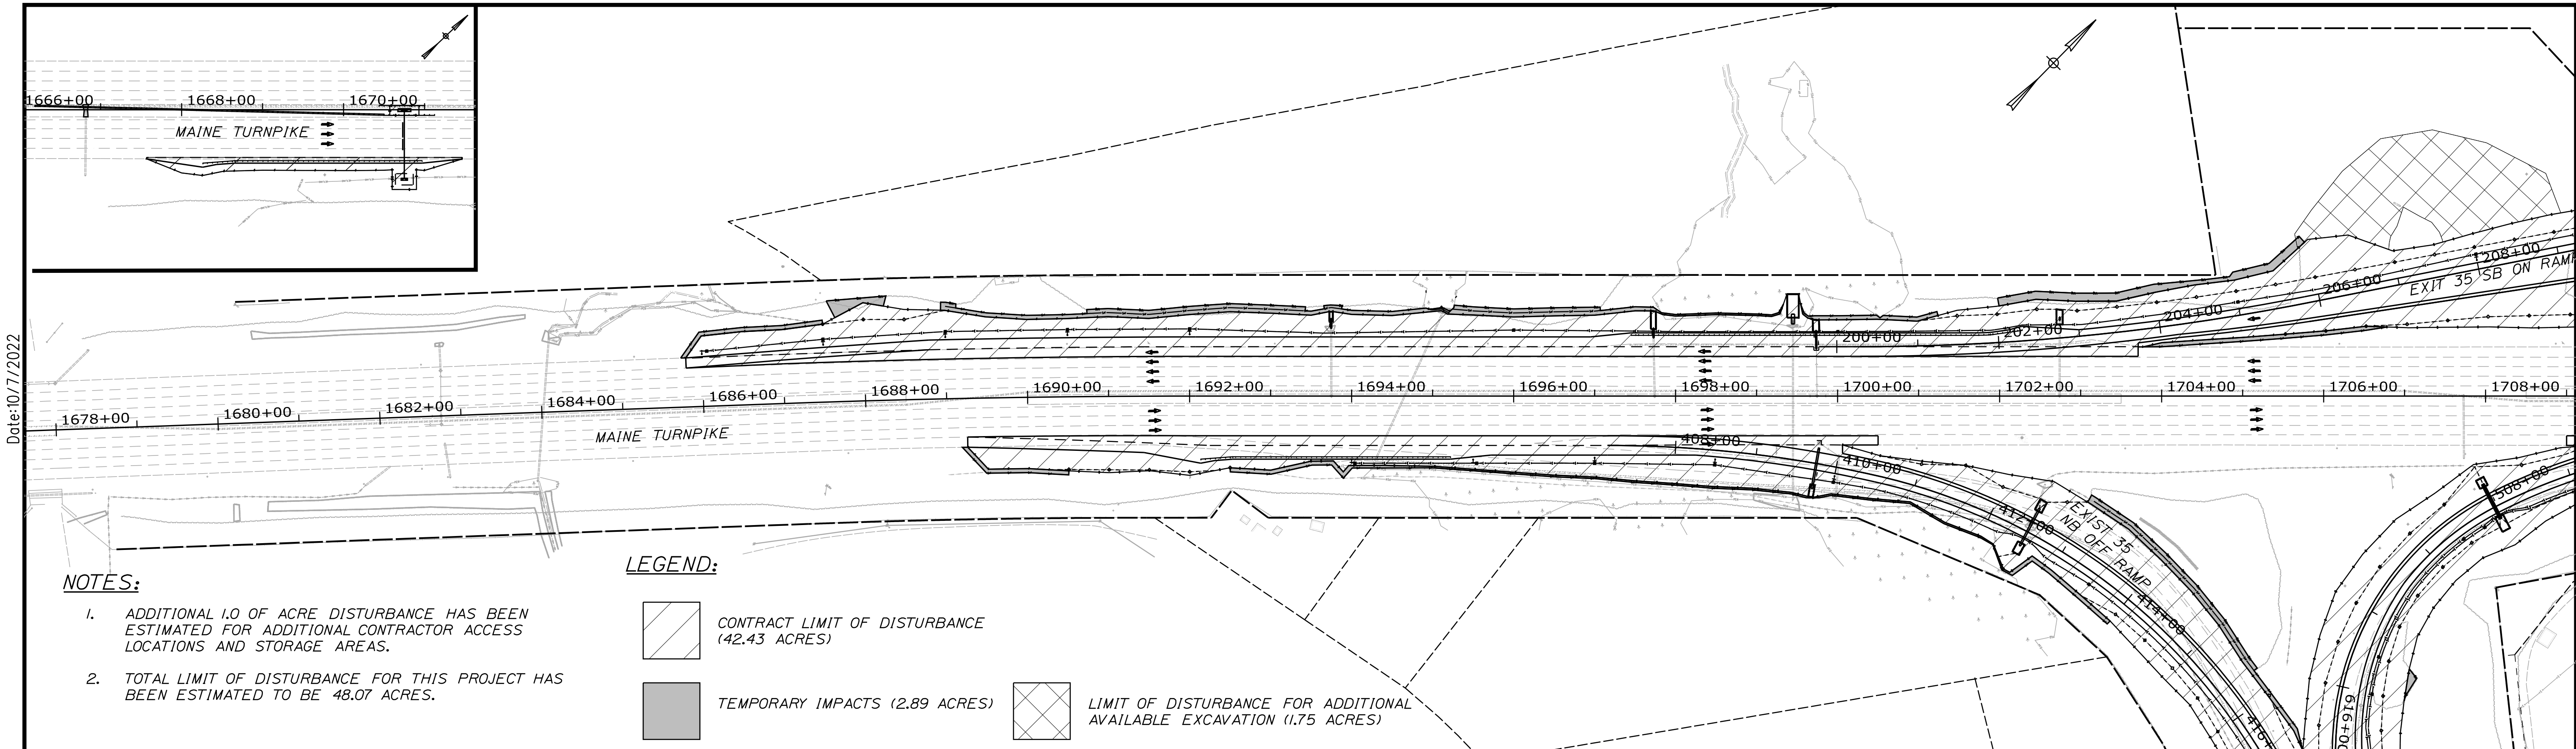 1666+00
1668+00
1670+00
MAINE TURNPIKE
Date:10/7/2022
1678+00
1680+00
1682+00
1684+00
1686+00
1688+00
1690+00
1692+00
1694+00
1696+00
1698+00
1700+00
1702+00
1704+00
1706+00
1708+00
MAINE TURNPIKE
200+00
202+00
204+00
206+00
208+00
EXIT 35 SB ON RAMP
408+00
410+00
412+00
414+00
416+
EXIST 35
NB OFF RAMP
508+00
616+00
NOTES:
1. ADDITIONAL 1.0 OF ACRE DISTURBANCE HAS BEEN
ESTIMATED FOR ADDITIONAL CONTRACTOR ACCESS
LOCATIONS AND STORAGE AREAS.
2. TOTAL LIMIT OF DISTURBANCE FOR THIS PROJECT HAS
BEEN ESTIMATED TO BE 48.07 ACRES.
LEGEND:
CONTRACT LIMIT OF DISTURBANCE
(42.43 ACRES)
TEMPORARY IMPACTS (2.89 ACRES)
LIMIT OF DISTURBANCE FOR ADDITIONAL
AVAILABLE EXCAVATION (1.75 ACRES)